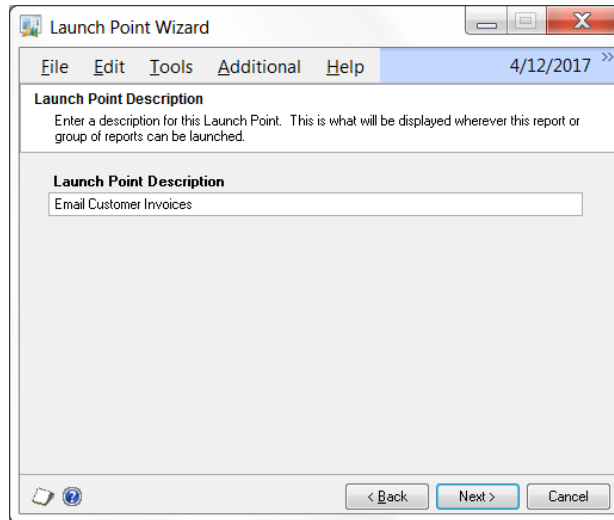 Launch Point Wizard
File Edit Tools Additional Help 4/12/2017 »
Launch Point Description
Enter a description for this Launch Point. This is what will be displayed wherever this report or
group of reports can be launched.
Launch Point Description
Email Customer Invoices
< Back Next > Cancel